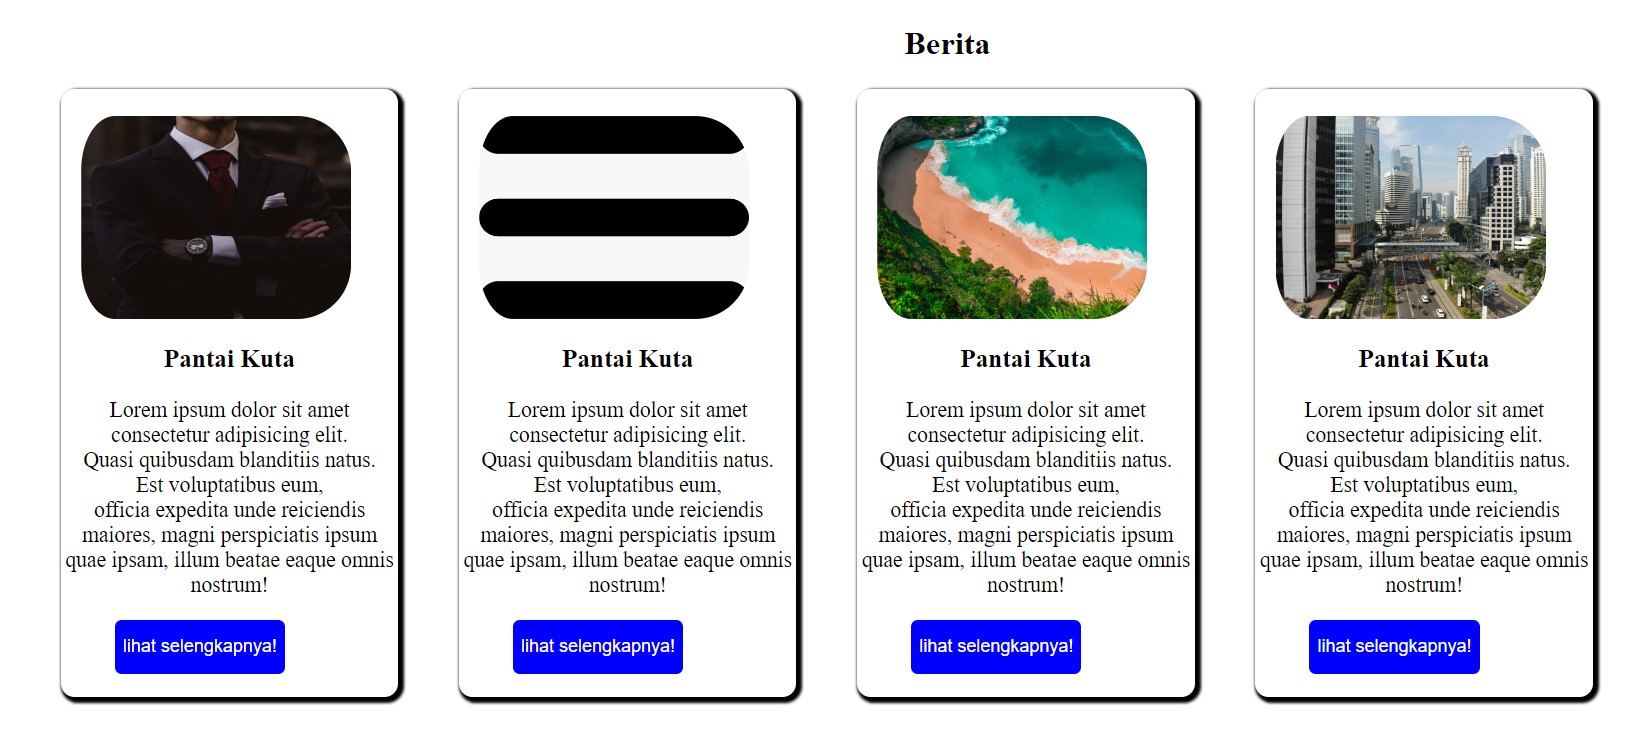 Berita
Pantai Kuta
Lorem ipsum dolor sit amet
consectetur adipisicing elit.
Quasi quibusdam blanditiis natus.
Est voluptatibus eum,
officia expedita unde reiciendis
maiores, magni perspiciatis ipsum
quae ipsam, illum beatae eaque omnis
nostrum!
lihat selengkapnya!
Pantai Kuta
Lorem ipsum dolor sit amet
consectetur adipisicing elit.
Quasi quibusdam blanditiis natus.
Est voluptatibus eum,
officia expedita unde reiciendis
maiores, magni perspiciatis ipsum
quae ipsam, illum beatae eaque omnis
nostrum!
lihat selengkapnya!
Pantai Kuta
Lorem ipsum dolor sit amet
consectetur adipisicing elit.
Quasi quibusdam blanditiis natus.
Est voluptatibus eum,
officia expedita unde reiciendis
maiores, magni perspiciatis ipsum
quae ipsam, illum beatae eaque omnis
nostrum!
lihat selengkapnya!
Pantai Kuta
Lorem ipsum dolor sit amet
consectetur adipisicing elit.
Quasi quibusdam blanditiis natus.
Est voluptatibus eum,
officia expedita unde reiciendis
maiores, magni perspiciatis ipsum
quae ipsam, illum beatae eaque omnis
nostrum!
lihat selengkapnya!